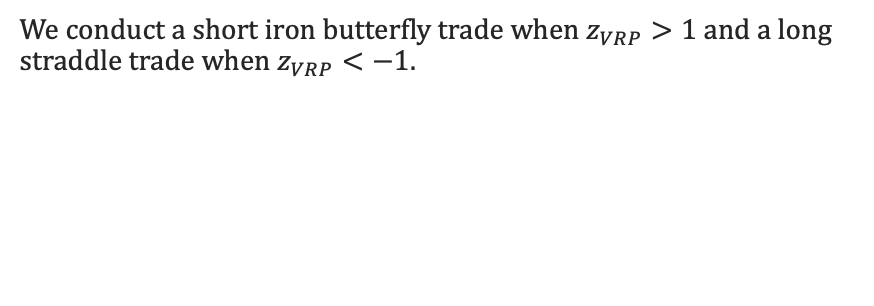 We conduct a short iron butterfly trade when z_VRP > 1 and a long
straddle trade when z_VRP < −1.